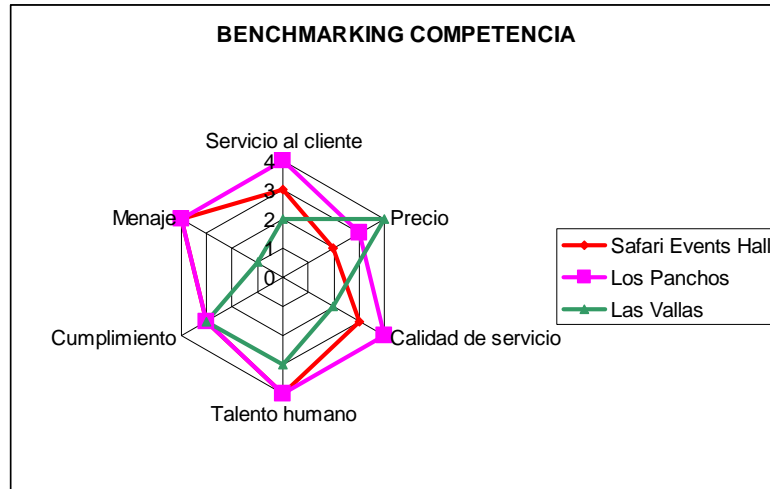 BENCHMARKING COMPETENCIA
Servicio al cliente
4
3
2
1
0
Menaje
Precio
Cumplimiento
Calidad de servicio
Talento humano
Safari Events Hall
Los Panchos
Las Vallas